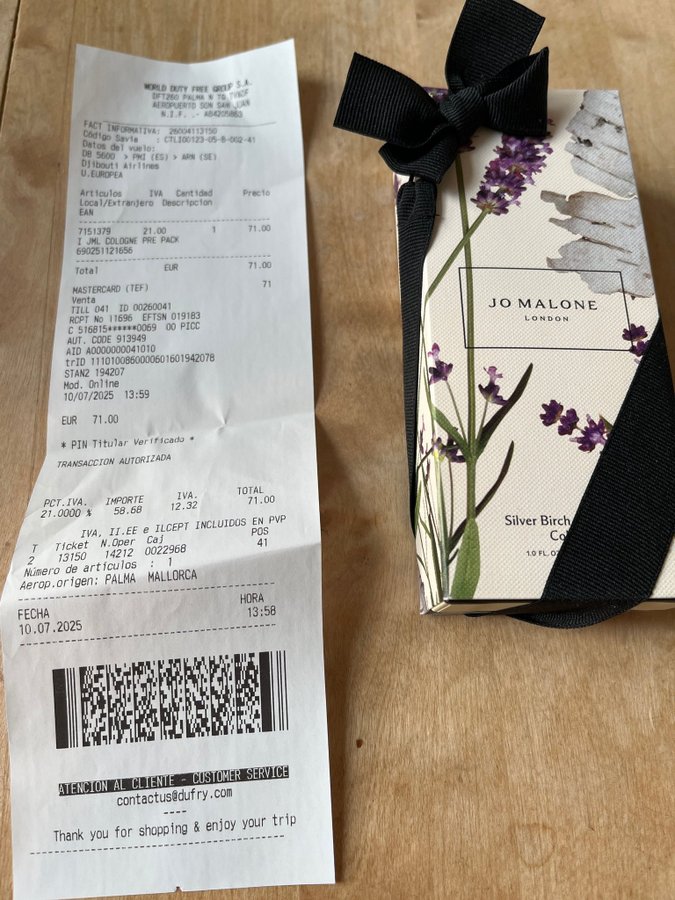 WORLD DUTY FREE GROUP S.A.
DFT260 PALMA N TO
AEROPUERTO SON SAN JUAN
N.I.F. .- A84205863
FACT INFORMATIVA: 26004113150
Código Savia : CTLI00123-05-8-002-41
Datos del vuelo:
D8 5600 > PMI (ES) > ARN (SE)
Djibouti Airlines
U.EUROPEA
Artículos IVA Cantidad Precio
Local/Extranjero Descripcion
EAN
7151379 21.00 1 71.00
I JML COLOGNE PRE PACK
690251121656
Total EUR 71.00
MASTERCARD (TEF) 71
Venta
TILL 041 ID 00260041
RCPT No 11696 EFTSN 019183
C 516815******0069 00 PICC
AUT. CODE 913949
AID A0000000041010
trID 1110100860000601601942078
STAN2 194207
Mod. Online
10/07/2025 13:59
EUR 71.00
* PIN Titular Verificado *
TRANSACCION AUTORIZADA
PCT.IVA. IMPORTE IVA. TOTAL
21.0000 % 58.68 12.32 71.00
IVA, II.EE e ILCEPT INCLUIDOS EN PVP
T Ticket N.Oper Caj POS
2 13150 14212 0022968 41
Número de artículos : 1
Aerop.origen: PALMA MALLORCA
FECHA HORA
10.07.2025 13:58
ATENCION AL CLIENTE - CUSTOMER SERVICE
contactus@dufry.com
Thank you for shopping & enjoy your trip
JO MALONE
LONDON
Silver Birch
1.0 FL.